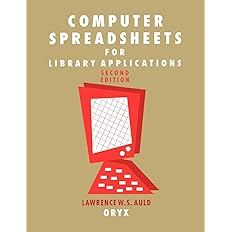 COMPUTER
SPREADSHEETS
FOR
LIBRARY APPLICATIONS
SECOND
EDITION
LAWRENCE W.S. AULD
ORYX